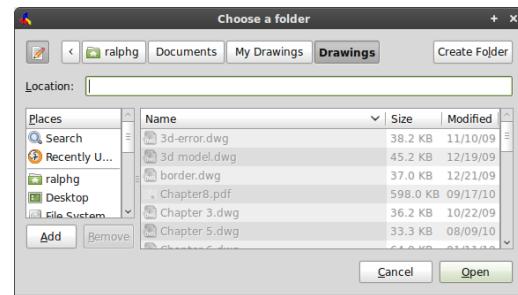 Choose a folder
ralphg Documents My Drawings Drawings Create Folder
Location:
Places Name Size Modified
Search 3d-error.dwg 38.2 KB 11/10/09
Recently U... 3d model.dwg 45.2 KB 12/19/09
ralphg border.dwg 37.0 KB 12/21/09
Desktop Chapter8.pdf 598.0 KB 09/17/10
File System Chapter 3.dwg 36.2 KB 10/22/09
Add Remove Chapter 5.dwg 33.3 KB 08/09/10
Cancel Open